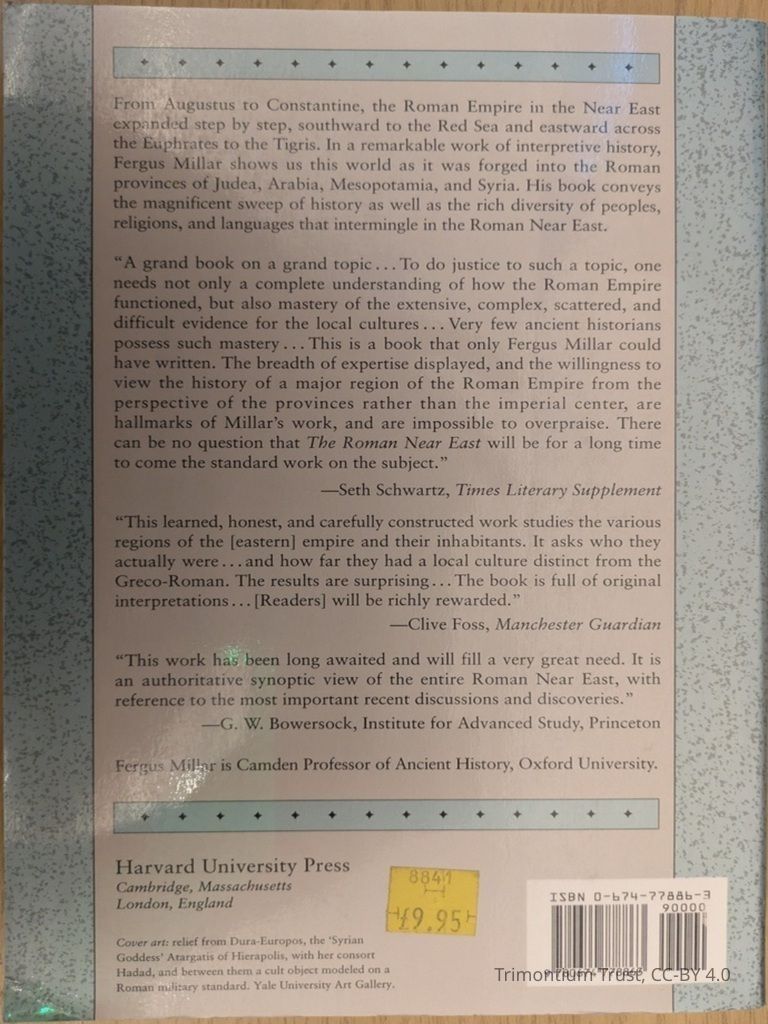 From Augustus to Constantine, the Roman Empire in the Near East
expanded step by step, southward to the Red Sea and eastward across
the Euphrates to the Tigris. In a remarkable work of interpretive history,
Fergus Millar shows us this world as it was forged into the Roman
provinces of Judea, Arabia, Mesopotamia, and Syria. His book conveys
the magnificent sweep of history as well as the rich diversity of peoples,
religions, and languages that intermingle in the Roman Near East.
“A grand book on a grand topic . . . To do justice to such a topic, one
needs not only a complete understanding of how the Roman Empire
functioned, but also mastery of the extensive, complex, scattered, and
difficult evidence for the local cultures . . . Very few ancient historians
possess such mastery . . . This is a book that only Fergus Millar could
have written. The breadth of expertise displayed, and the willingness to
view the history of a major region of the Roman Empire from the
perspective of the provinces rather than the imperial center, are
hallmarks of Millar’s work, and are impossible to overpraise. There
can be no question that The Roman Near East will be for a long time
to come the standard work on the subject.”
—Seth Schwartz, Times Literary Supplement
“This learned, honest, and carefully constructed work studies the various
regions of the [eastern] empire and their inhabitants. It asks who they
actually were . . . and how far they had a local culture distinct from the
Greco-Roman. The results are surprising . . . The book is full of original
interpretations . . . [Readers] will be richly rewarded.”
—Clive Foss, Manchester Guardian
“This work has been long awaited and will fill a very great need. It is
an authoritative synoptic view of the entire Roman Near East, with
reference to the most important recent discussions and discoveries.”
—G. W. Bowersock, Institute for Advanced Study, Princeton
Fergus Millar is Camden Professor of Ancient History, Oxford University.
Harvard University Press
Cambridge, Massachusetts
London, England
Cover art: relief from Dura-Europos, the ‘Syrian
Goddess’ Atargatis of Hierapolis, with her consort
Hadad, and between them a cult object modeled on a
Roman military standard. Yale University Art Gallery.
8841
£9.95
ISBN 0-674-77886-3
90000
Trimontium Trust, CC-BY 4.0